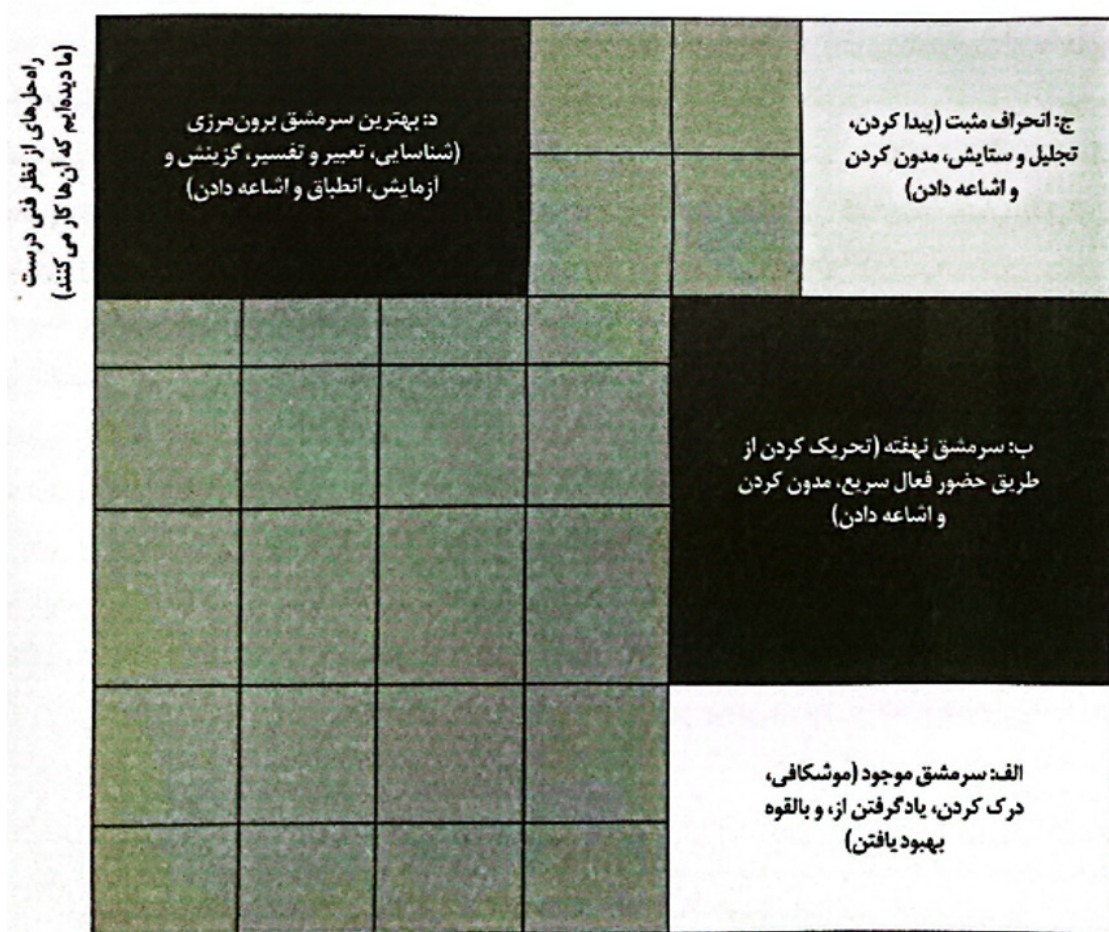 راه‌حل‌های از نظر فنی درست
(ما دیده‌ایم که آن‌ها کار می‌کنند)
ج: انحراف مثبت (پیدا کردن،
تجلیل و ستایش، مدون کردن
و اشاعه دادن)
د: بهترین سرمشق برون‌مرزی
(شناسایی، تعبیر و تفسیر، گزینش و
آزمایش، انطباق و اشاعه دادن)
ب: سرمشق نهفته (تحریک کردن از
طریق حضور فعال سریع، مدون کردن
و اشاعه دادن)
الف: سرمشق موجود (موشکافی،
درک کردن، یادگرفتن از، و بالقوه
بهبود یافتن)